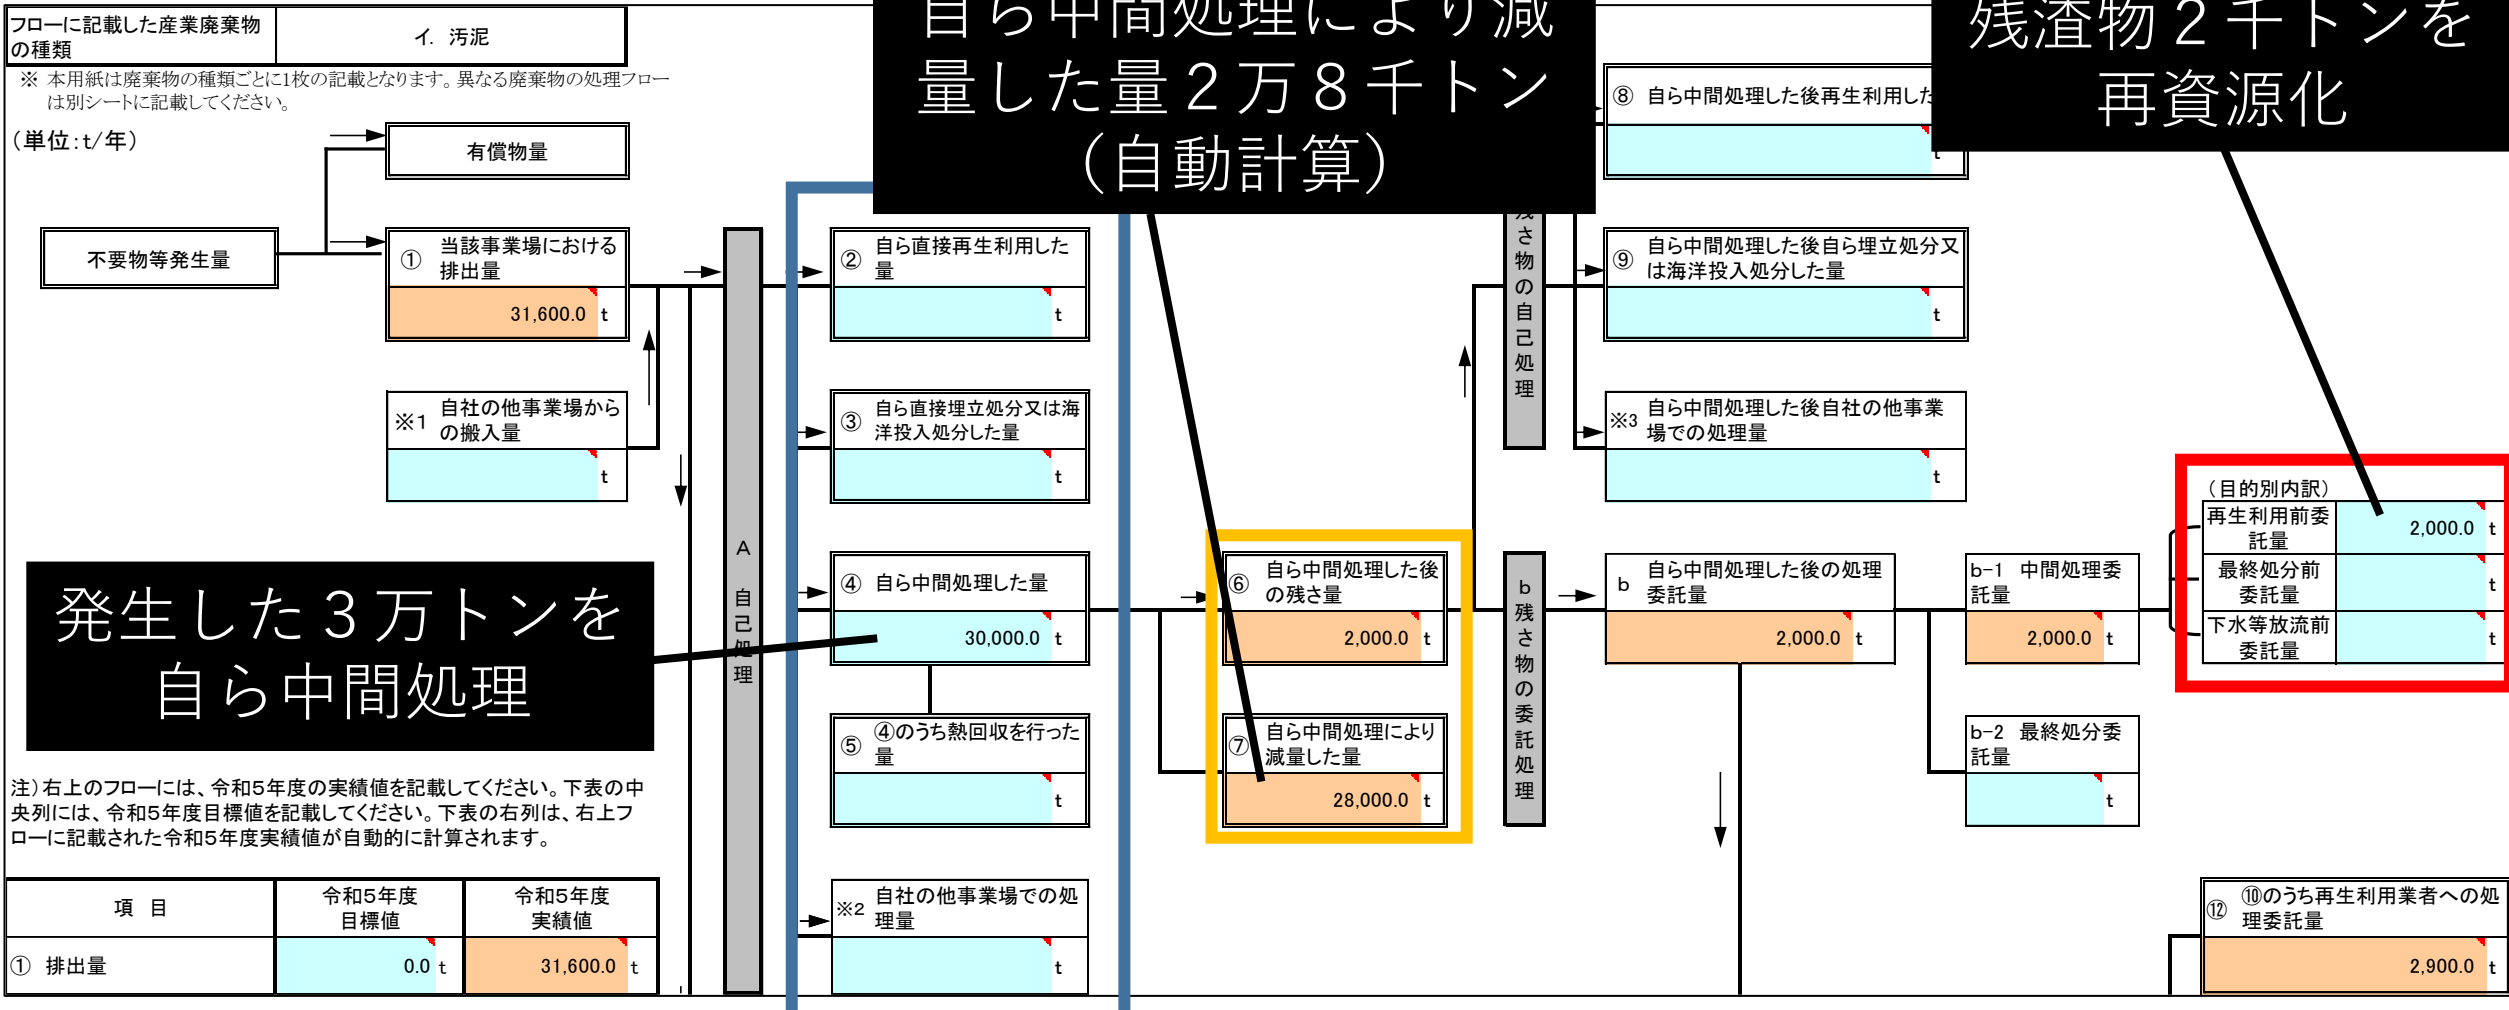 フローに記載した産業廃棄物
の種類
イ. 汚泥
※ 本用紙は廃棄物の種類ごとに1枚の記載となります。異なる廃棄物の処理フロー
は別シートに記載してください。
(単位:t/年)
有償物量
不要物等発生量
① 当該事業場における
排出量
31,600.0 t
※1 自社の他事業場から
の搬入量
t
自ら中間処理により減
量した量2万8千トン
(自動計算)
残渣物2千トンを
再資源化
発生した3万トンを
自ら中間処理
A 自己処理
② 自ら直接再生利用した
量
t
③ 自ら直接埋立処分又は海
洋投入処分した量
t
④ 自ら中間処理した量
30,000.0 t
⑤ ④のうち熱回収を行った
量
t
※2 自社の他事業場での処
理量
t
⑥ 自ら中間処理した後
の残さ量
2,000.0 t
⑦ 自ら中間処理により
減量した量
28,000.0 t
残さ物の自己処理
b 残さ物の委託処理
⑧ 自ら中間処理した後再生利用した
t
⑨ 自ら中間処理した後自ら埋立処分又
は海洋投入処分した量
t
※3 自ら中間処理した後自社の他事業
場での処理量
t
b 自ら中間処理した後の処理
委託量
2,000.0 t
b-1 中間処理委
託量
2,000.0 t
b-2 最終処分委
託量
t
(目的別内訳)
再生利用前委
託量
2,000.0 t
最終処分前
委託量
t
下水等放流前
委託量
t
⑫ ⑩のうち再生利用業者への処
理委託量
2,900.0 t
注)右上のフローには、令和5年度の実績値を記載してください。下表の中
央列には、令和5年度目標値を記載してください。下表の右列は、右上フ
ローに記載された令和5年度実績値が自動的に計算されます。
項 目
令和5年度
目標値
令和5年度
実績値
① 排出量
0.0 t
31,600.0 t